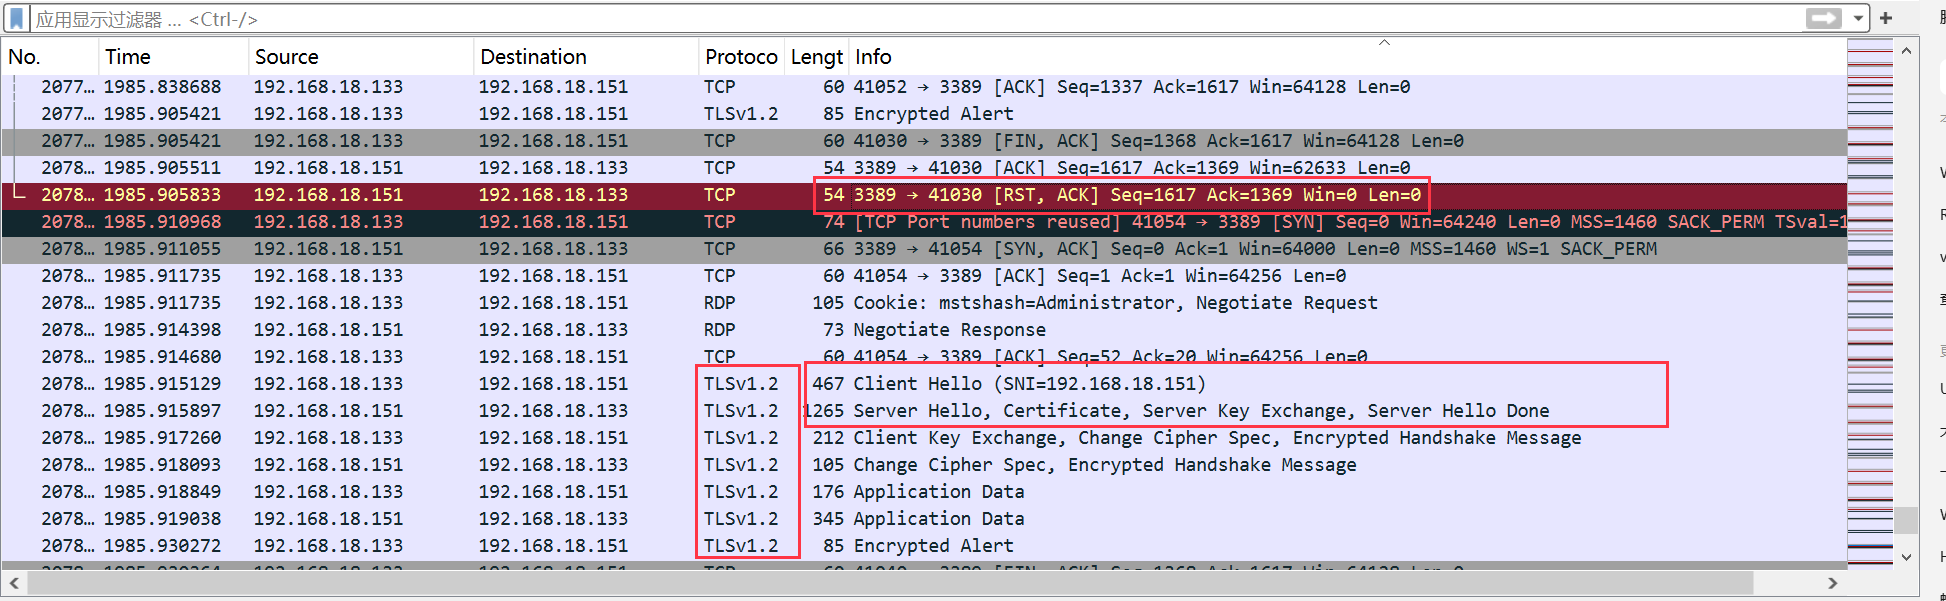 应用显示过滤器 … <Ctrl-/>
No. Time Source Destination Protoco Lengt Info
2077… 1985.838688 192.168.18.133 192.168.18.151 TCP 60 41052 → 3389 [ACK] Seq=1337 Ack=1617 Win=64128 Len=0
2077… 1985.905421 192.168.18.133 192.168.18.151 TLSv1.2 85 Encrypted Alert
2077… 1985.905421 192.168.18.133 192.168.18.151 TCP 60 41030 → 3389 [FIN, ACK] Seq=1368 Ack=1617 Win=64128 Len=0
2078… 1985.905511 192.168.18.151 192.168.18.133 TCP 54 3389 → 41030 [ACK] Seq=1617 Ack=1369 Win=62633 Len=0
2078… 1985.905833 192.168.18.151 192.168.18.133 TCP 54 3389 → 41030 [RST, ACK] Seq=1617 Ack=1369 Win=0 Len=0
2078… 1985.910968 192.168.18.133 192.168.18.151 TCP 74 [TCP Port numbers reused] 41054 → 3389 [SYN] Seq=0 Win=64240 Len=0 MSS=1460 SACK_PERM TSval=1
2078… 1985.911055 192.168.18.151 192.168.18.133 TCP 66 3389 → 41054 [SYN, ACK] Seq=0 Ack=1 Win=64000 Len=0 MSS=1460 WS=1 SACK_PERM
2078… 1985.911735 192.168.18.133 192.168.18.151 TCP 60 41054 → 3389 [ACK] Seq=1 Ack=1 Win=64256 Len=0
2078… 1985.911735 192.168.18.133 192.168.18.151 RDP 105 Cookie: mstshash=Administrator, Negotiate Request
2078… 1985.914398 192.168.18.151 192.168.18.133 RDP 73 Negotiate Response
2078… 1985.914680 192.168.18.133 192.168.18.151 TCP 60 41054 → 3389 [ACK] Seq=52 Ack=20 Win=64256 Len=0
2078… 1985.915129 192.168.18.133 192.168.18.151 TLSv1.2 467 Client Hello (SNI=192.168.18.151)
2078… 1985.915897 192.168.18.151 192.168.18.133 TLSv1.2 1265 Server Hello, Certificate, Server Key Exchange, Server Hello Done
2078… 1985.917260 192.168.18.133 192.168.18.151 TLSv1.2 212 Client Key Exchange, Change Cipher Spec, Encrypted Handshake Message
2078… 1985.918093 192.168.18.151 192.168.18.133 TLSv1.2 105 Change Cipher Spec, Encrypted Handshake Message
2078… 1985.918849 192.168.18.133 192.168.18.151 TLSv1.2 176 Application Data
2078… 1985.919038 192.168.18.151 192.168.18.133 TLSv1.2 345 Application Data
2078… 1985.930272 192.168.18.133 192.168.18.151 TLSv1.2 85 Encrypted Alert